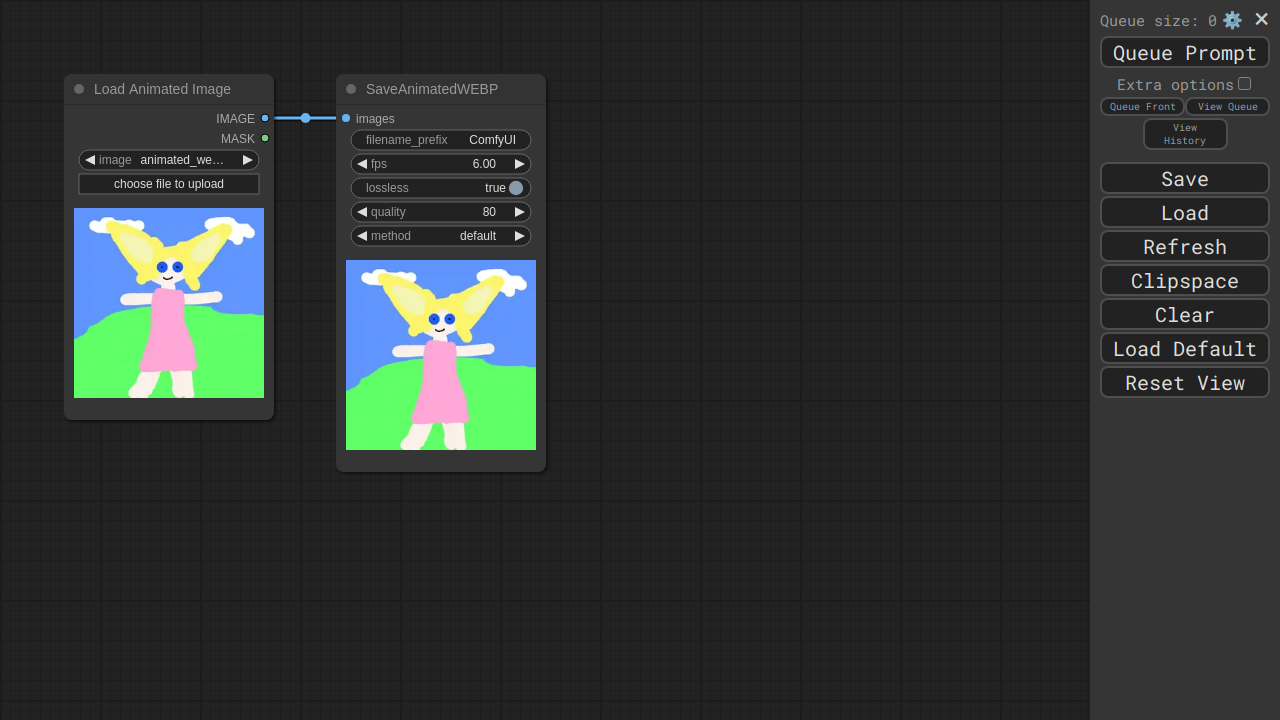 Load Animated Image
IMAGE
MASK
image animated_we…
choose file to upload
SaveAnimatedWEBP
images
filename_prefix ComfyUI
fps 6.00
lossless true
quality 80
method default
Queue size: 0
Queue Prompt
Extra options
Queue Front View Queue
View
History
Save
Load
Refresh
Clipspace
Clear
Load Default
Reset View